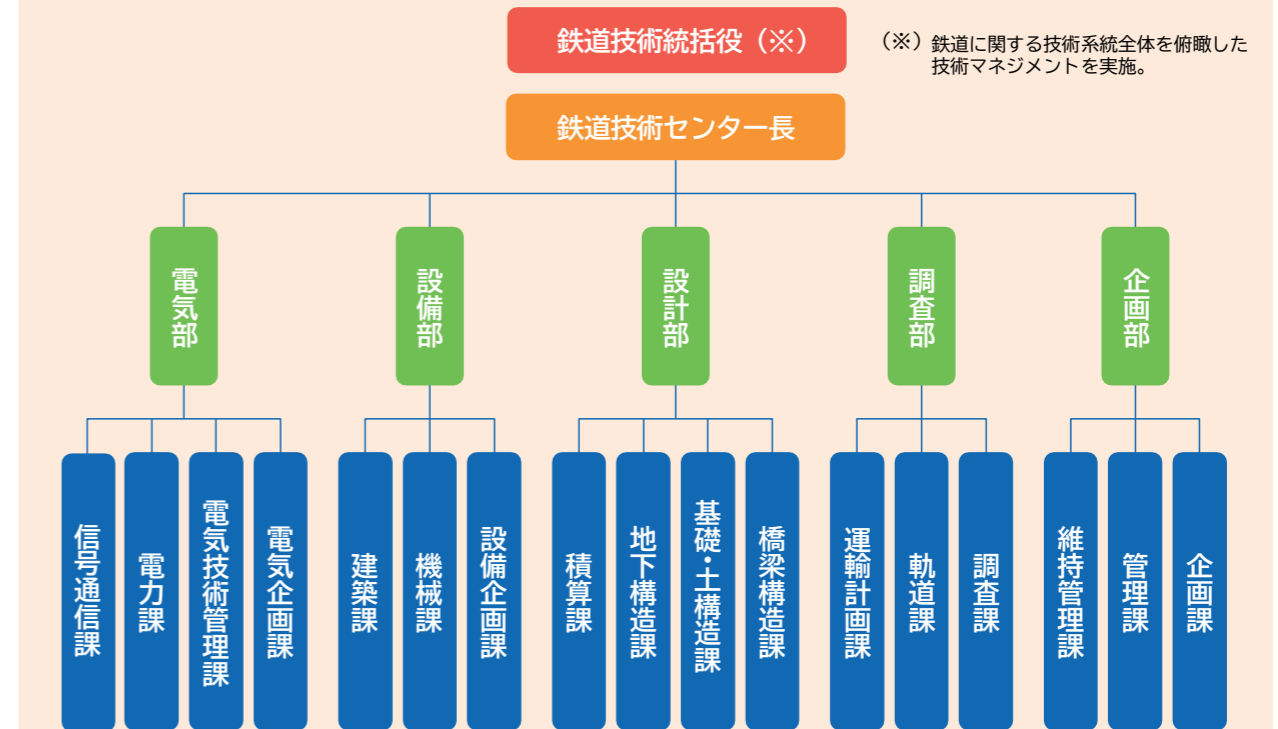 鉄道技術統括役（※）
（※）鉄道に関する技術系統全体を俯瞰した
技術マネジメントを実施。
鉄道技術センター長
企画部
調査部
設計部
設備部
電気部
企画課
管理課
維持管理課
調査課
軌道課
運輸計画課
橋梁構造課
基礎・土構造課
地下構造課
積算課
設備企画課
機械課
建築課
電気企画課
電気技術管理課
電力課
信号通信課